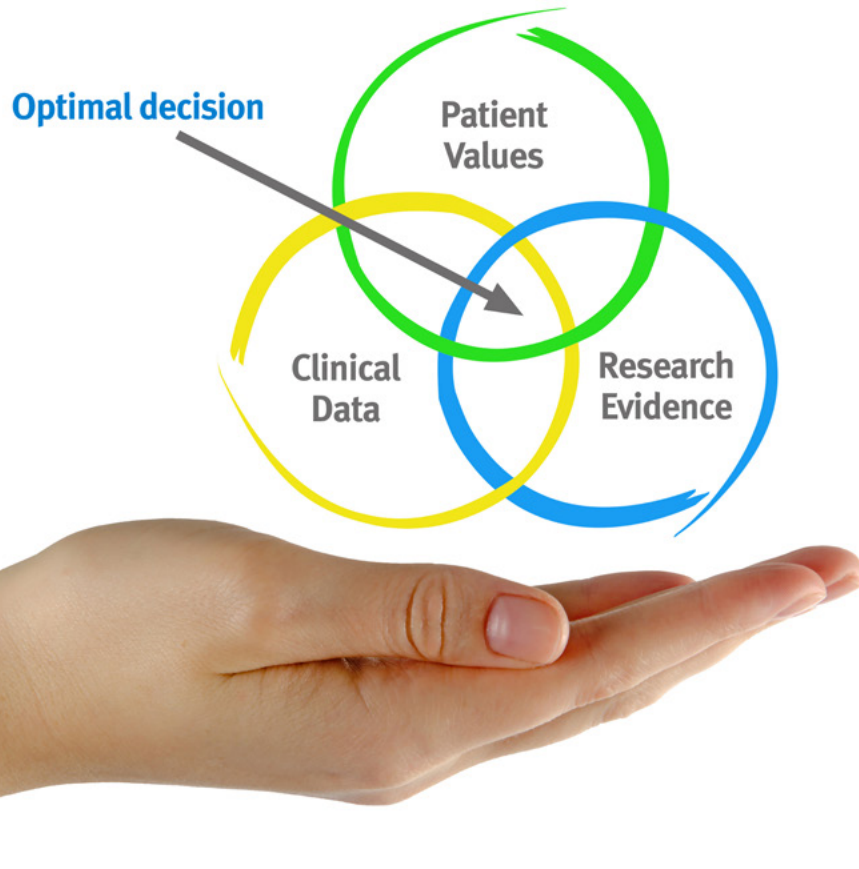 Optimal decision
Patient
Values
Clinical
Data
Research
Evidence